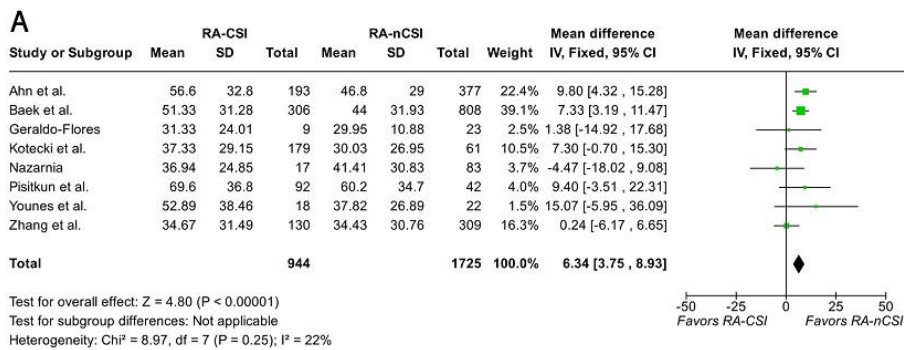 A
RA-CSI RA-nCSI Mean difference Mean difference
Study or Subgroup Mean SD Total Mean SD Total Weight IV, Fixed, 95% CI IV, Fixed, 95% CI
Ahn et al. 56.6 32.8 193 46.8 29 377 22.4% 9.80 [4.32 , 15.28]
Baek et al. 51.33 31.28 306 44 31.93 808 39.1% 7.33 [3.19 , 11.47]
Geraldo-Flores 31.33 24.01 9 29.95 10.88 23 2.5% 1.38 [-14.92 , 17.68]
Kotecki et al. 37.33 29.15 179 30.03 26.95 61 10.5% 7.30 [-0.70 , 15.30]
Nazarnia 36.94 24.85 17 41.41 30.83 83 3.7% -4.47 [-18.02 , 9.08]
Pisitkun et al. 69.6 36.8 92 60.2 34.7 42 4.0% 9.40 [-3.51 , 22.31]
Younes et al. 52.89 38.46 18 37.82 26.89 22 1.5% 15.07 [-5.95 , 36.09]
Zhang et al. 34.67 31.49 130 34.43 30.76 309 16.3% 0.24 [-6.17 , 6.65]
Total 944 1725 100.0% 6.34 [3.75 , 8.93]
Test for overall effect: Z = 4.80 (P < 0.00001)
Test for subgroup differences: Not applicable
Heterogeneity: Chi² = 8.97, df = 7 (P = 0.25); I² = 22%
-50 -25 0 25 50
Favors RA-CSI Favors RA-nCSI